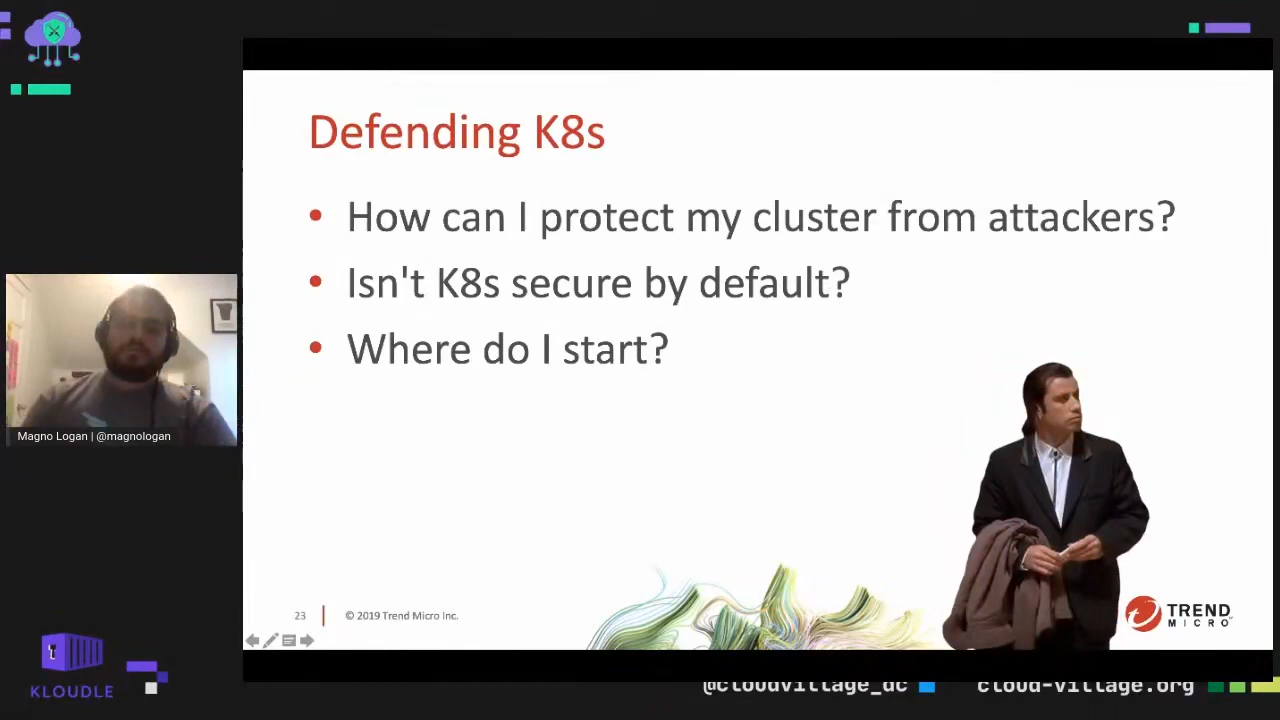 Defending K8s
• How can I protect my cluster from attackers?
• Isn't K8s secure by default?
• Where do I start?
Magno Logan | @magnologan
23
© 2019 Trend Micro Inc.
TREND
MICRO
KLOUDLE
@cloudvillage_dc
cloud-village.org